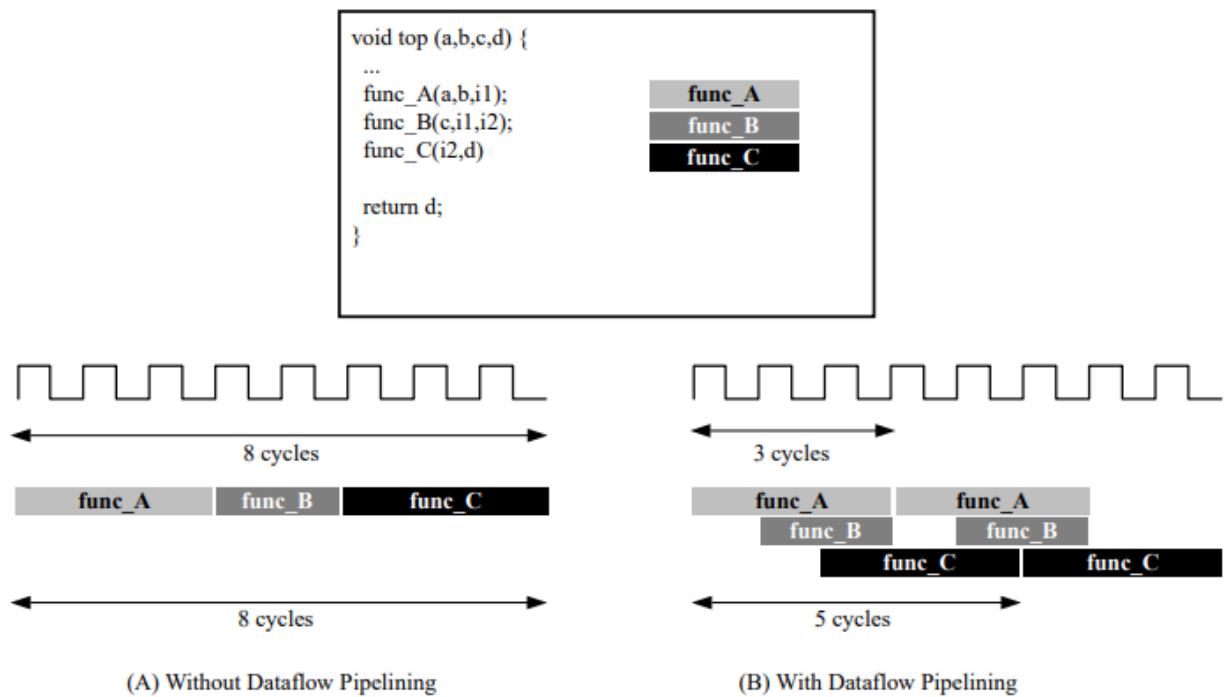 void top (a,b,c,d) {
...
func_A(a,b,i1);
func_B(c,i1,i2);
func_C(i2,d)
return d;
}
func_A
func_B
func_C
8 cycles
func_A func_B func_C
8 cycles
(A) Without Dataflow Pipelining
3 cycles
func_A func_A
func_B func_B
func_C func_C
5 cycles
(B) With Dataflow Pipelining